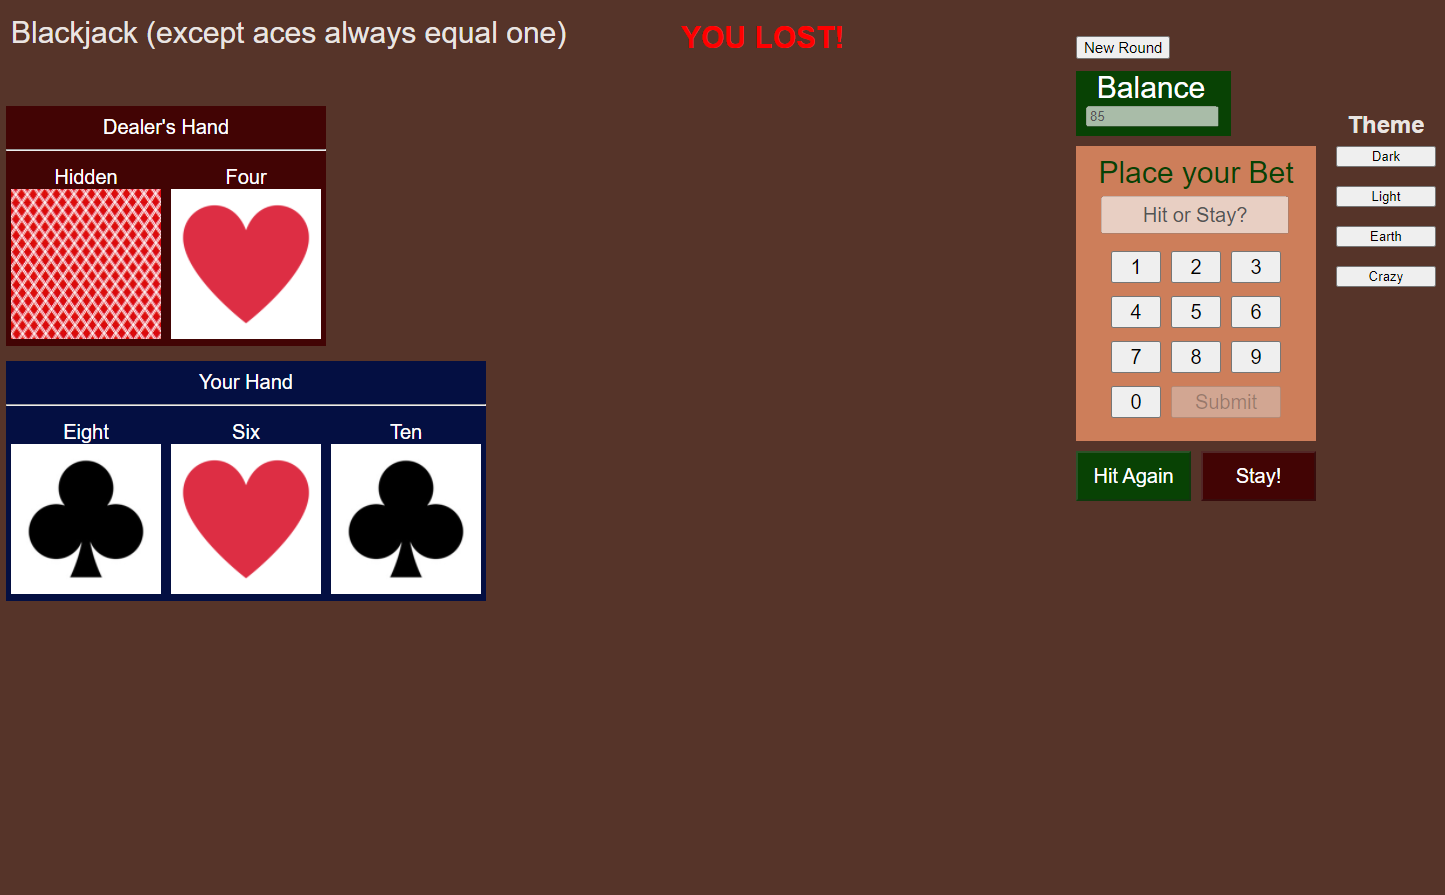 Blackjack (except aces always equal one)
YOU LOST!
New Round
Balance
85
Theme
Dark
Light
Earth
Crazy
Place your Bet
Hit or Stay?
1 2 3
4 5 6
7 8 9
0 Submit
Hit Again Stay!
Dealer's Hand
Hidden Four
Your Hand
Eight Six Ten